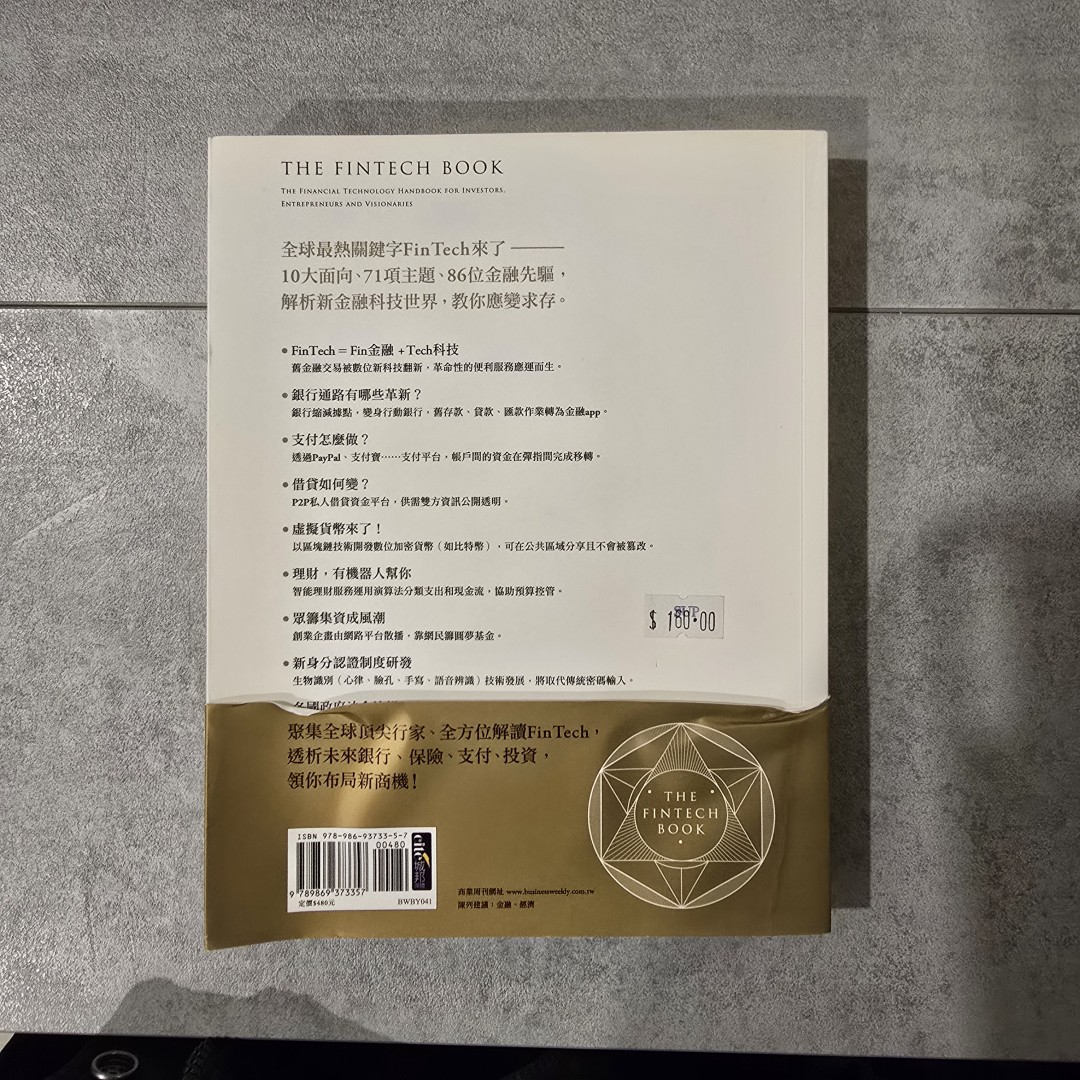 THE FINTECH BOOK
THE FINANCIAL TECHNOLOGY HANDBOOK FOR INVESTORS,
ENTREPRENEURS AND VISIONARIES
全球最熱關鍵字FinTech來了———
10大面向、71項主題、86位金融先驅，
解析新金融科技世界，教你應變求存。
●FinTech＝Fin金融 +Tech科技
舊金融交易被數位新科技翻新，革命性的便利服務應運而生。
●銀行通路有哪些革新？
銀行縮減據點，變身行動銀行，舊存款、貸款、匯款作業轉為金融app。
●支付怎麼做？
透過PayPal、支付寶……支付平台，帳戶間的資金在彈指間完成移轉。
●借貸如何變？
P2P私人借貸資金平台，供需雙方資訊公開透明。
●虛擬貨幣來了！
以區塊鏈技術開發數位加密貨幣（如比特幣），可在公共區域分享且不會被篡改。
●理財，有機器人幫你
智能理財服務運用演算法分類支出和現金流，協助預算控管。
●眾籌集資成風潮
創業企畫由網路平台散播，靠網民籌圓夢基金。
●新身分認證制度研發
生物識別（心律、臉孔、手寫、語音辨識）技術發展，將取代傳統密碼輸入。
SUP
$ 180.00
聚集全球頂尖行家、全方位解讀FinTech，
透析未來銀行、保險、支付、投資，
領你布局新商機！
THE
FINTECH
BOOK
ISBN 978-986-93733-5-7
00480
9 789869 373357
定價$480元
BWBY041
cité
城邦
商業周刊網址 www.businessweekly.com.tw
陳列建議：金融、經濟